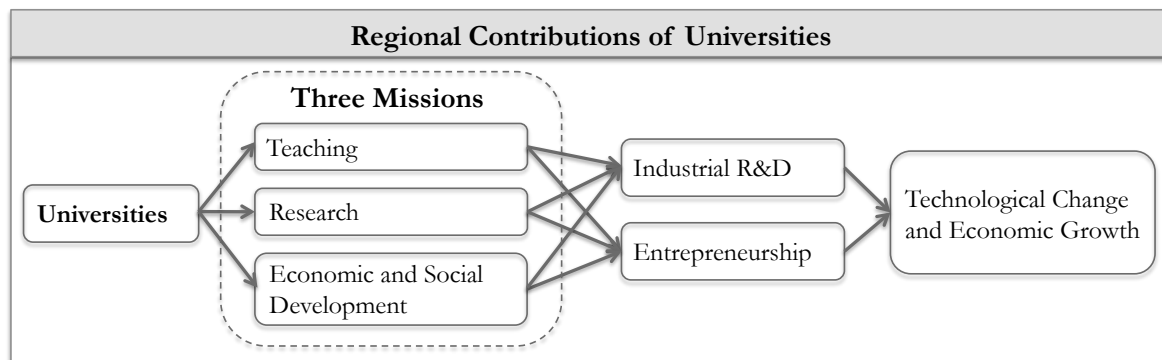 Regional Contributions of Universities
Three Missions
Universities
Teaching
Research
Economic and Social
Development
Industrial R&D
Entrepreneurship
Technological Change
and Economic Growth